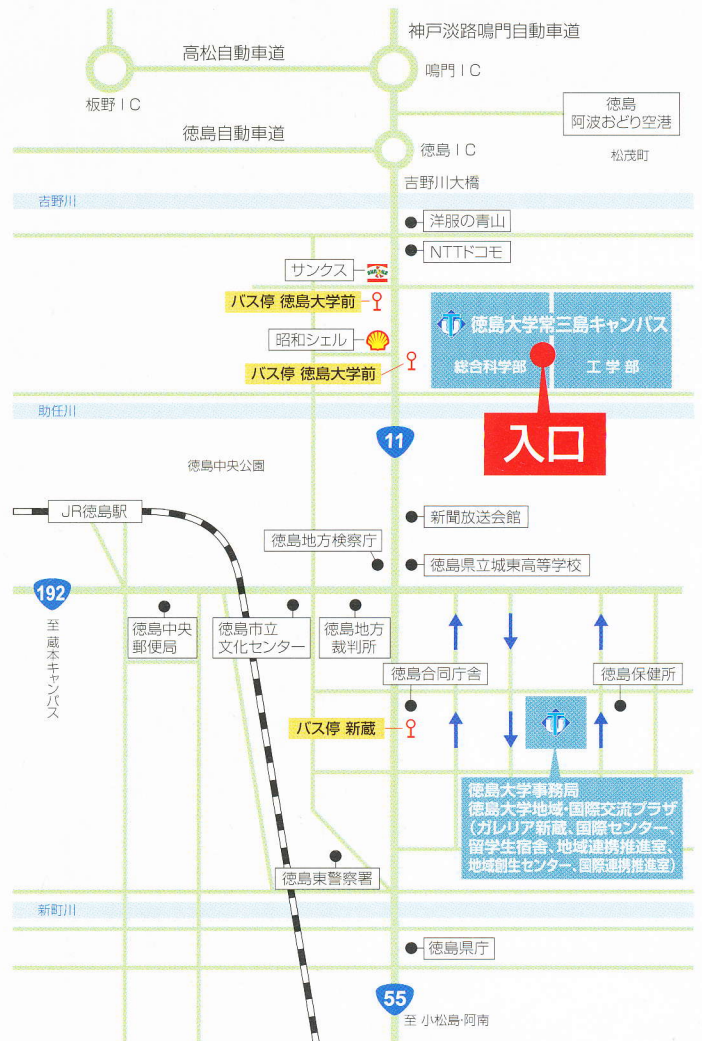 神戸淡路鳴門自動車道
高松自動車道
鳴門IC
板野IC
徳島
阿波おどり空港
徳島自動車道
徳島IC
松茂町
吉野川大橋
吉野川
洋服の青山
NTTドコモ
サンクス
バス停 徳島大学前
徳島大学常三島キャンパス
昭和シェル
総合科学部
工学部
バス停 徳島大学前
助任川
入口
11
徳島中央公園
JR徳島駅
新聞放送会館
徳島地方検察庁
徳島県立城東高等学校
192
至 蔵本キャンパス
徳島中央
郵便局
徳島市立
文化センター
徳島地方
裁判所
徳島合同庁舎
徳島保健所
バス停 新蔵
徳島大学事務局
徳島大学地域・国際交流プラザ
(ガレリア新蔵、国際センター、
留学生宿舎、地域連携推進室、
地域創生センター、国際連携推進室)
徳島東警察署
新町川
徳島県庁
55
至 小松島・阿南